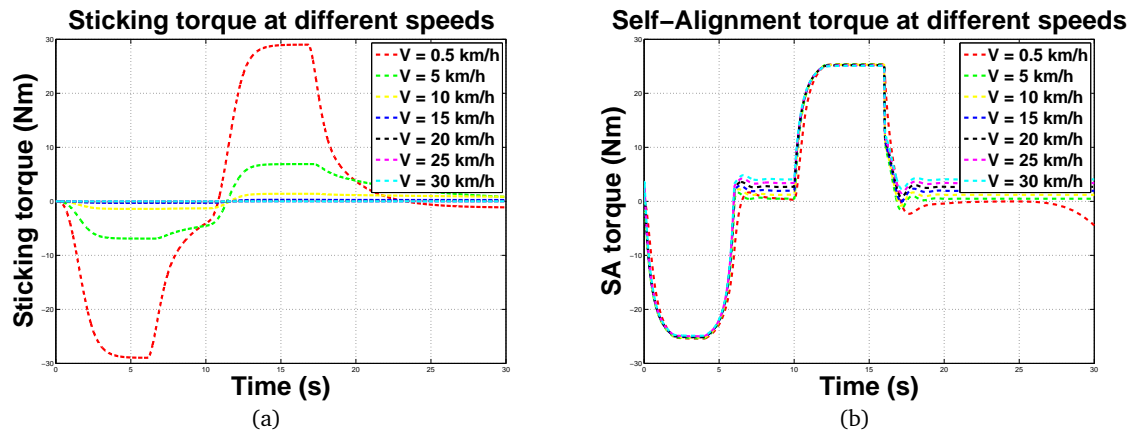 Sticking torque at different speeds
Sticking torque (Nm)
30
20
10
0
−10
−20
−30
0 5 10 15 20 25 30
Time (s)
V = 0.5 km/h
V = 5 km/h
V = 10 km/h
V = 15 km/h
V = 20 km/h
V = 25 km/h
V = 30 km/h
(a)
Self−Alignment torque at different speeds
SA torque (Nm)
30
20
10
0
−10
−20
−30
0 5 10 15 20 25 30
Time (s)
V = 0.5 km/h
V = 5 km/h
V = 10 km/h
V = 15 km/h
V = 20 km/h
V = 25 km/h
V = 30 km/h
(b)